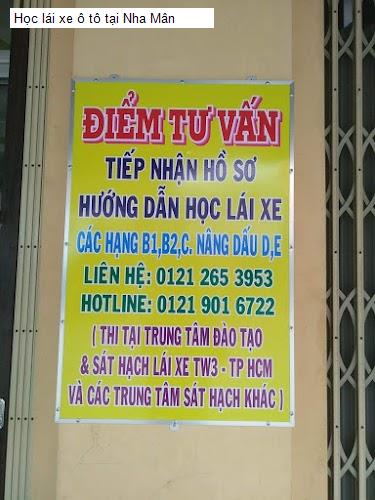 Học lái xe ô tô tại Nha Mân
ĐIỂM TƯ VẤN
TIẾP NHẬN HỒ SƠ
HƯỚNG DẪN HỌC LÁI XE
CÁC HẠNG B1,B2,C. NÂNG DẤU D,E
LIÊN HỆ: 0121 265 3953
HOTLINE: 0121 901 6722
( THI TẠI TRUNG TÂM ĐÀO TẠO
& SÁT HẠCH LÁI XE TW3 - TP HCM
VÀ CÁC TRUNG TÂM SÁT HẠCH KHÁC )